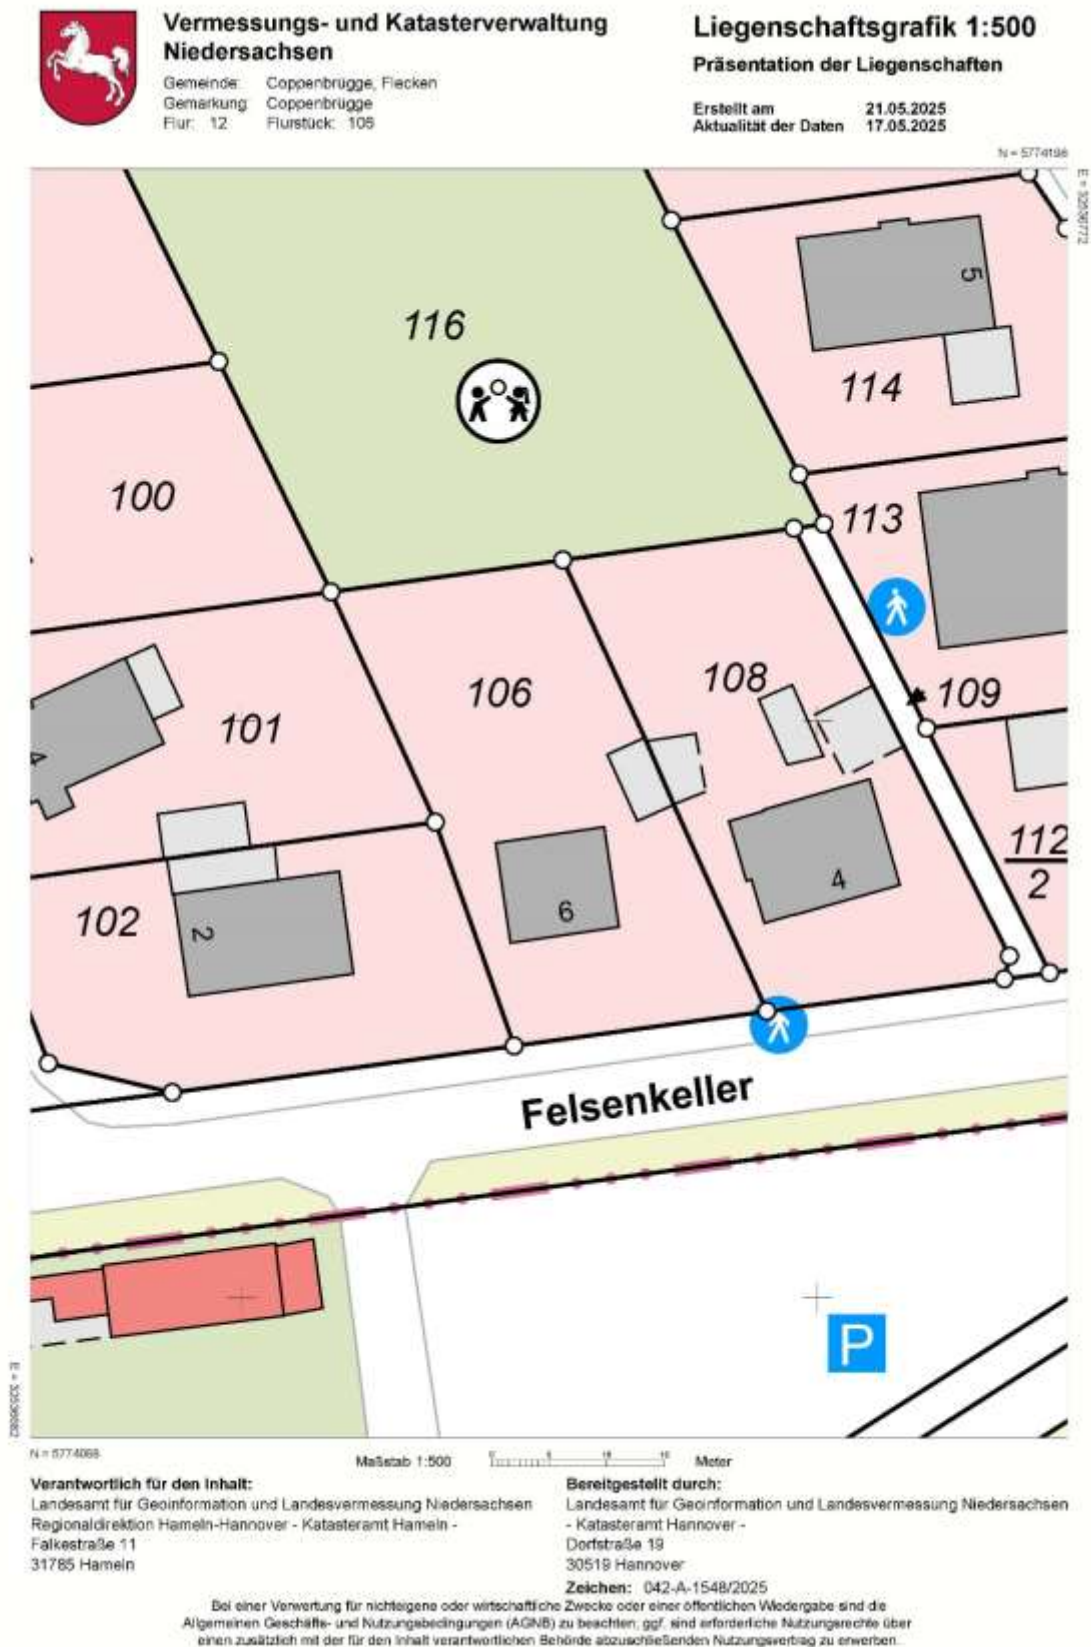 Vermessungs- und Katasterverwaltung
Niedersachsen
Gemeinde: Coppenbrügge, Flecken
Gemarkung: Coppenbrügge
Flur: 12 Flurstück: 106
Liegenschaftsgrafik 1:500
Präsentation der Liegenschaften
Erstellt am 21.05.2025
Aktualität der Daten 17.05.2025
N = 5774198
5
116
114
100
113
108
106
109
101
4
112
2
4
102
6
2
Felsenkeller
P
N = 5774068
Maßstab 1:500 0 5 10 15 Meter
Verantwortlich für den Inhalt:
Landesamt für Geoinformation und Landesvermessung Niedersachsen
Regionaldirektion Hameln-Hannover - Katasteramt Hameln -
Falkestraße 11
31785 Hameln
Bereitgestellt durch:
Landesamt für Geoinformation und Landesvermessung Niedersachsen
- Katasteramt Hannover -
Dorfstraße 19
30519 Hannover
Zeichen: 042-A-1548/2025
Bei einer Verwertung für nichteigene oder wirtschaftliche Zwecke oder einer öffentlichen Wiedergabe sind die
Allgemeinen Geschäfts- und Nutzungsbedingungen (AGNB) zu beachten; ggf. sind erforderliche Nutzungsrechte über
einen zusätzlich mit der für den Inhalt verantwortlichen Behörde abzuschließenden Nutzungsvertrag zu erwerben.